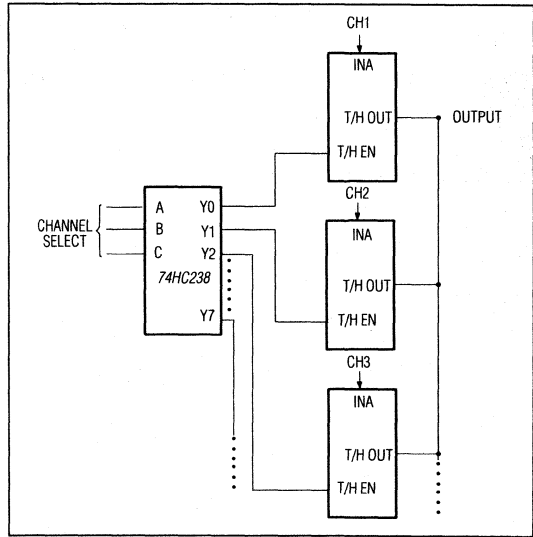 CH1
INA
T/H OUT
OUTPUT
T/H EN
CH2
INA
T/H OUT
T/H EN
CH3
INA
T/H OUT
T/H EN
CHANNEL
SELECT
A
B
C
Y0
Y1
Y2
74HC238
Y7